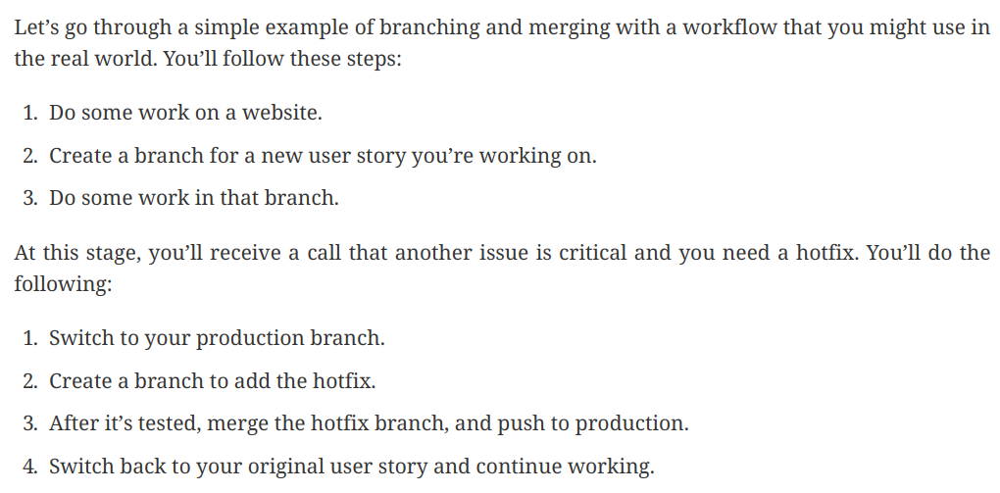 Let’s go through a simple example of branching and merging with a workflow that you might use in
the real world. You’ll follow these steps:
1. Do some work on a website.
2. Create a branch for a new user story you’re working on.
3. Do some work in that branch.
At this stage, you’ll receive a call that another issue is critical and you need a hotfix. You’ll do the
following:
1. Switch to your production branch.
2. Create a branch to add the hotfix.
3. After it’s tested, merge the hotfix branch, and push to production.
4. Switch back to your original user story and continue working.